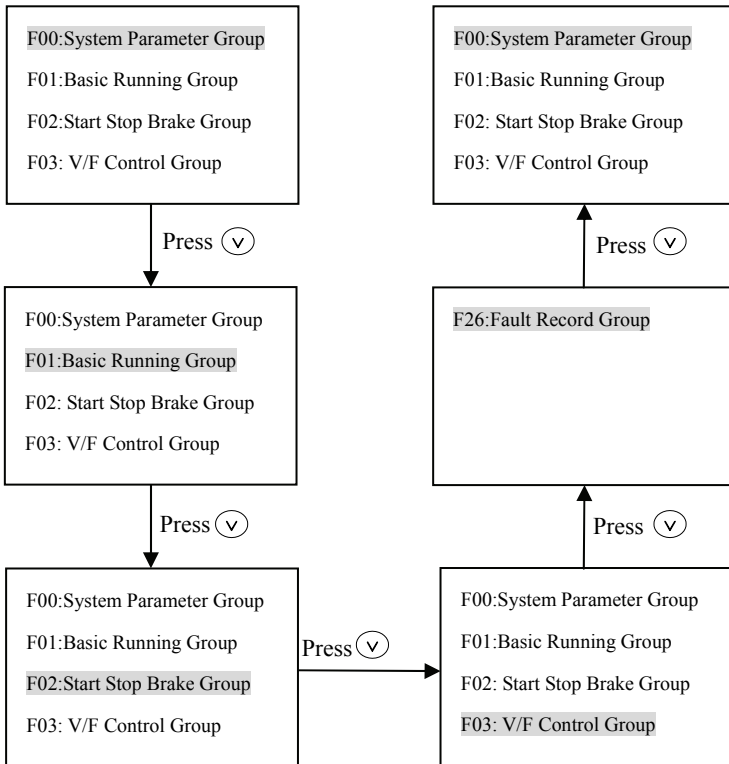 F00:System Parameter Group
F01:Basic Running Group
F02:Start Stop Brake Group
F03: V/F Control Group
Press ∨
F00:System Parameter Group
F01:Basic Running Group
F02: Start Stop Brake Group
F03: V/F Control Group
Press ∨
F00:System Parameter Group
F01:Basic Running Group
F02:Start Stop Brake Group
F03: V/F Control Group
Press ∨
F00:System Parameter Group
F01:Basic Running Group
F02: Start Stop Brake Group
F03: V/F Control Group
Press ∨
F26:Fault Record Group
Press ∨
F00:System Parameter Group
F01:Basic Running Group
F02: Start Stop Brake Group
F03: V/F Control Group